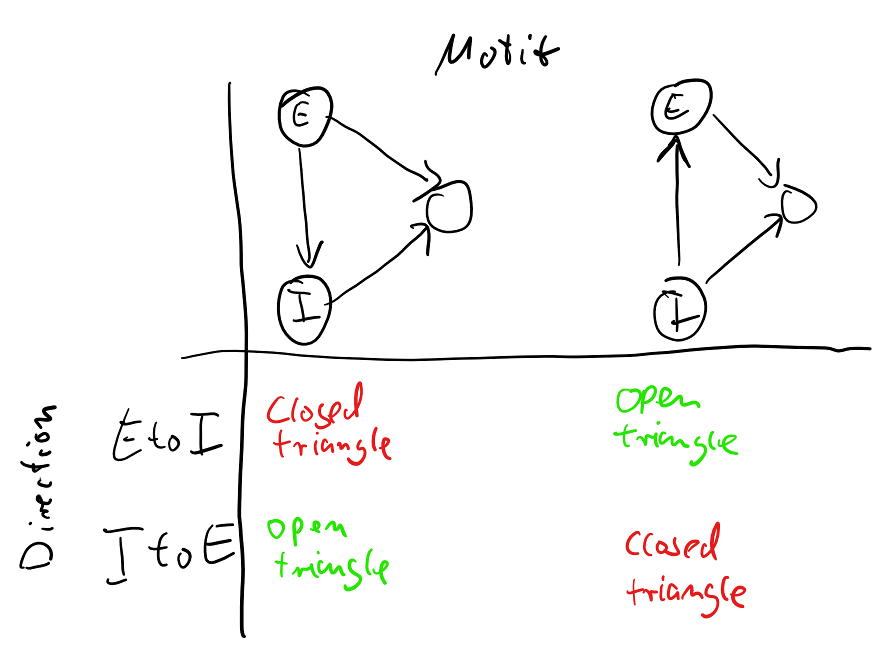 Motif
E
E
I
I
Direction
E to I
Closed
triangle
open
triangle
I to E
open
triangle
Closed
triangle